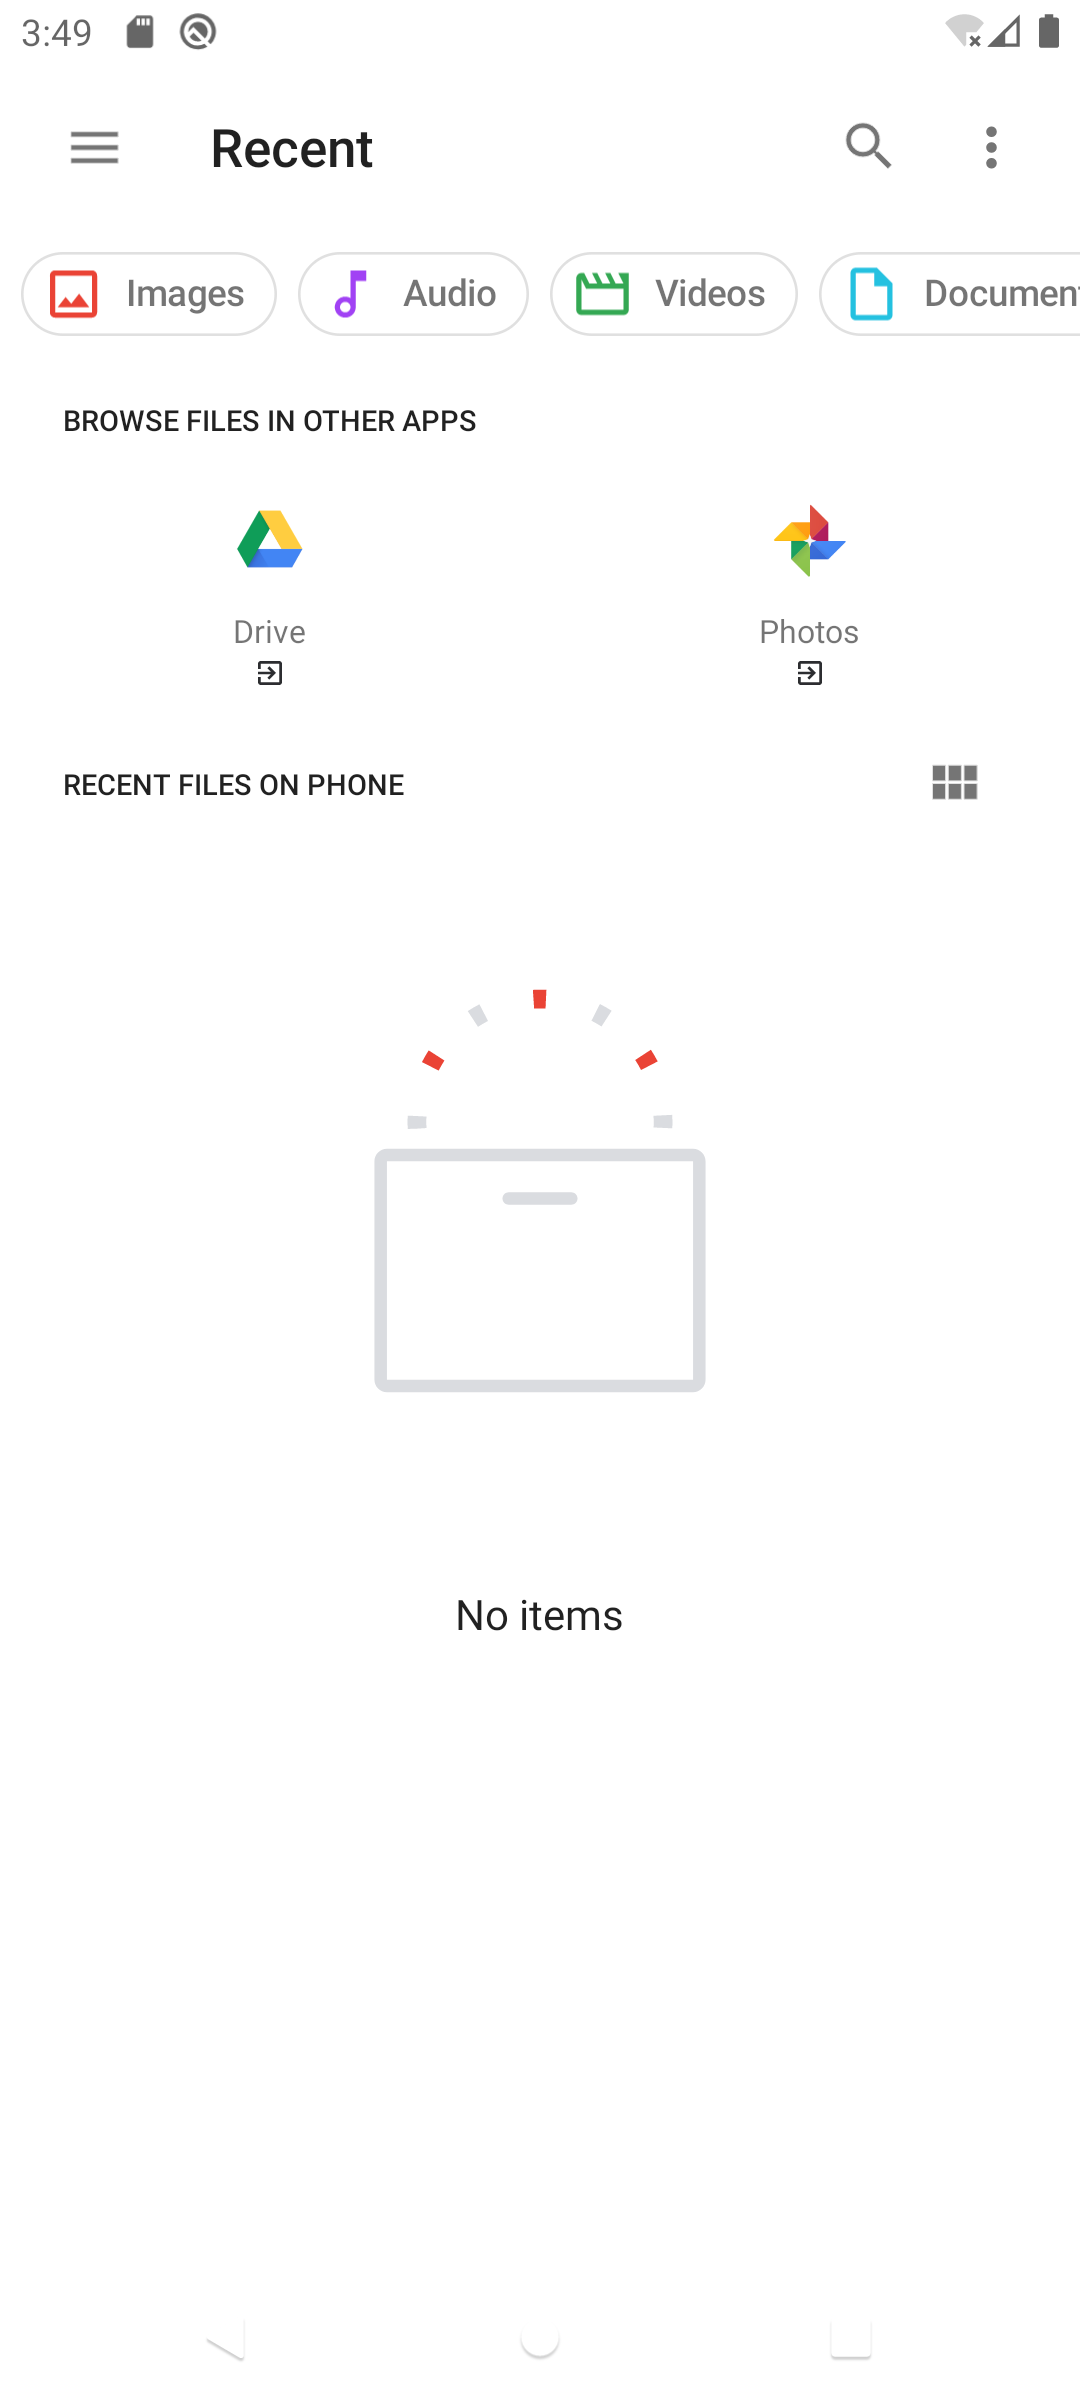 3:49
Recent
Images
Audio
Videos
Document
BROWSE FILES IN OTHER APPS
Drive
Photos
RECENT FILES ON PHONE
No items